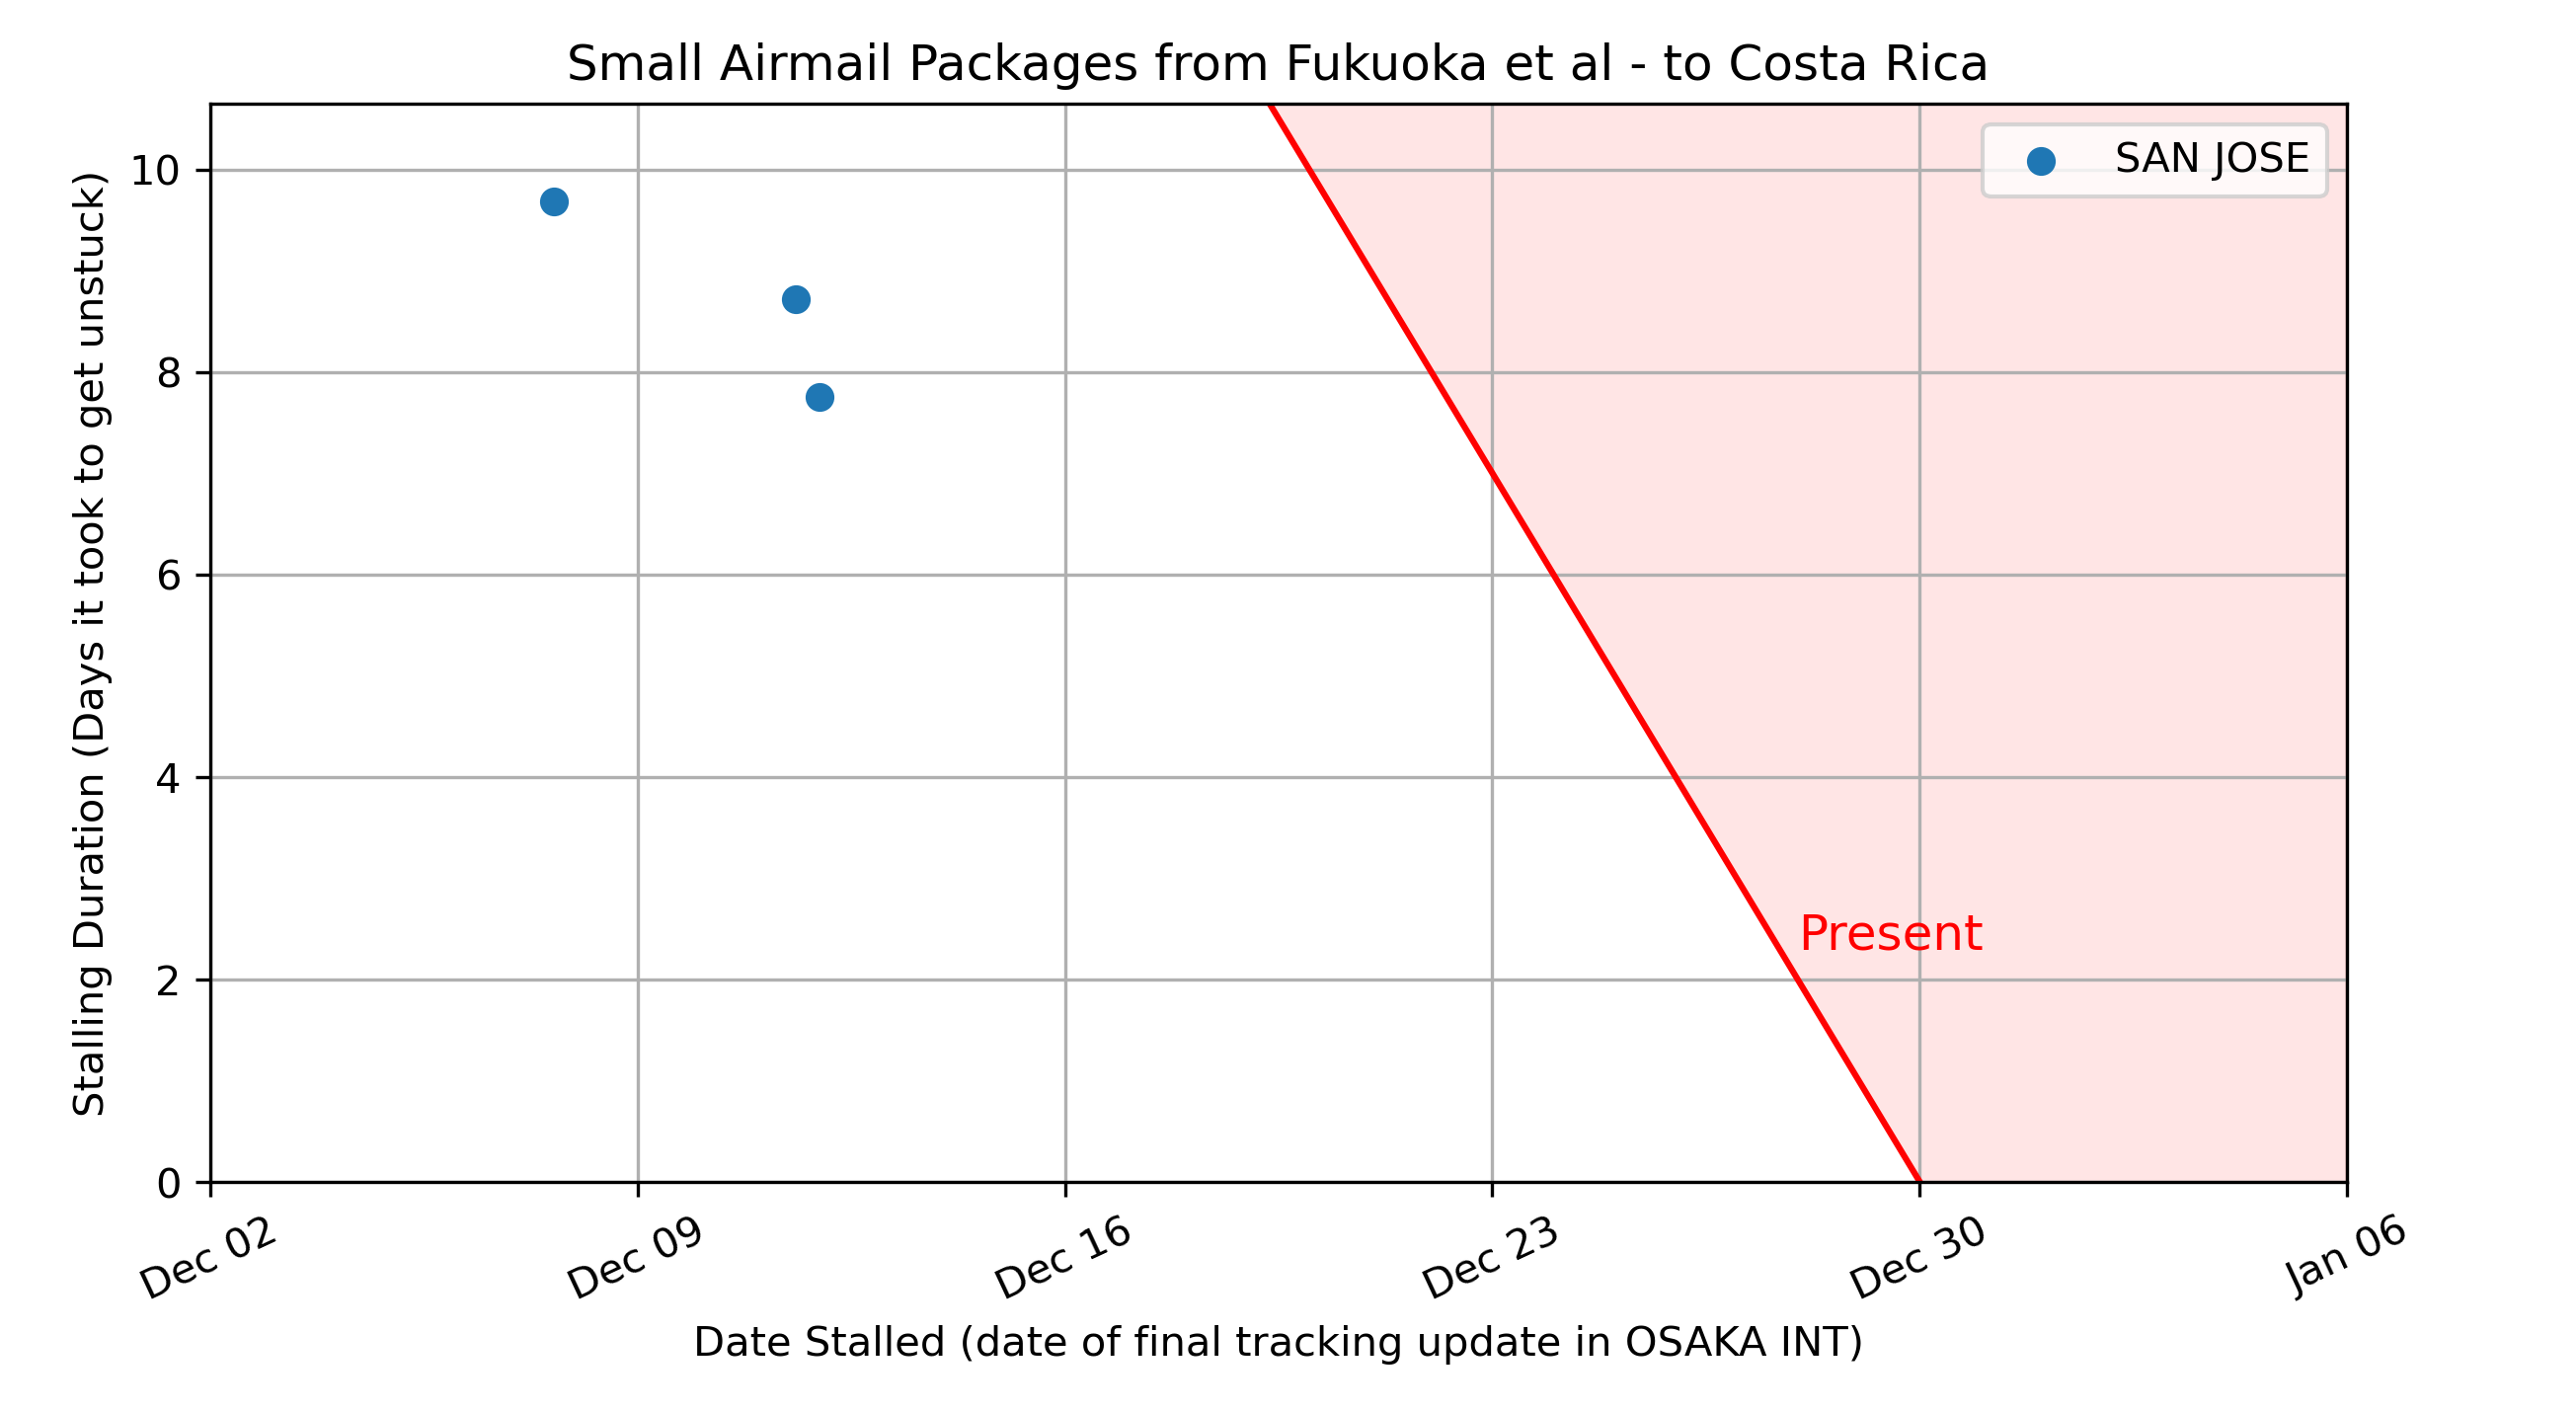 Small Airmail Packages from Fukuoka et al - to Costa Rica
SAN JOSE
Stalling Duration (Days it took to get unstuck)
10
8
6
4
2
0
Present
Dec 02
Dec 09
Dec 16
Dec 23
Dec 30
Jan 06
Date Stalled (date of final tracking update in OSAKA INT)